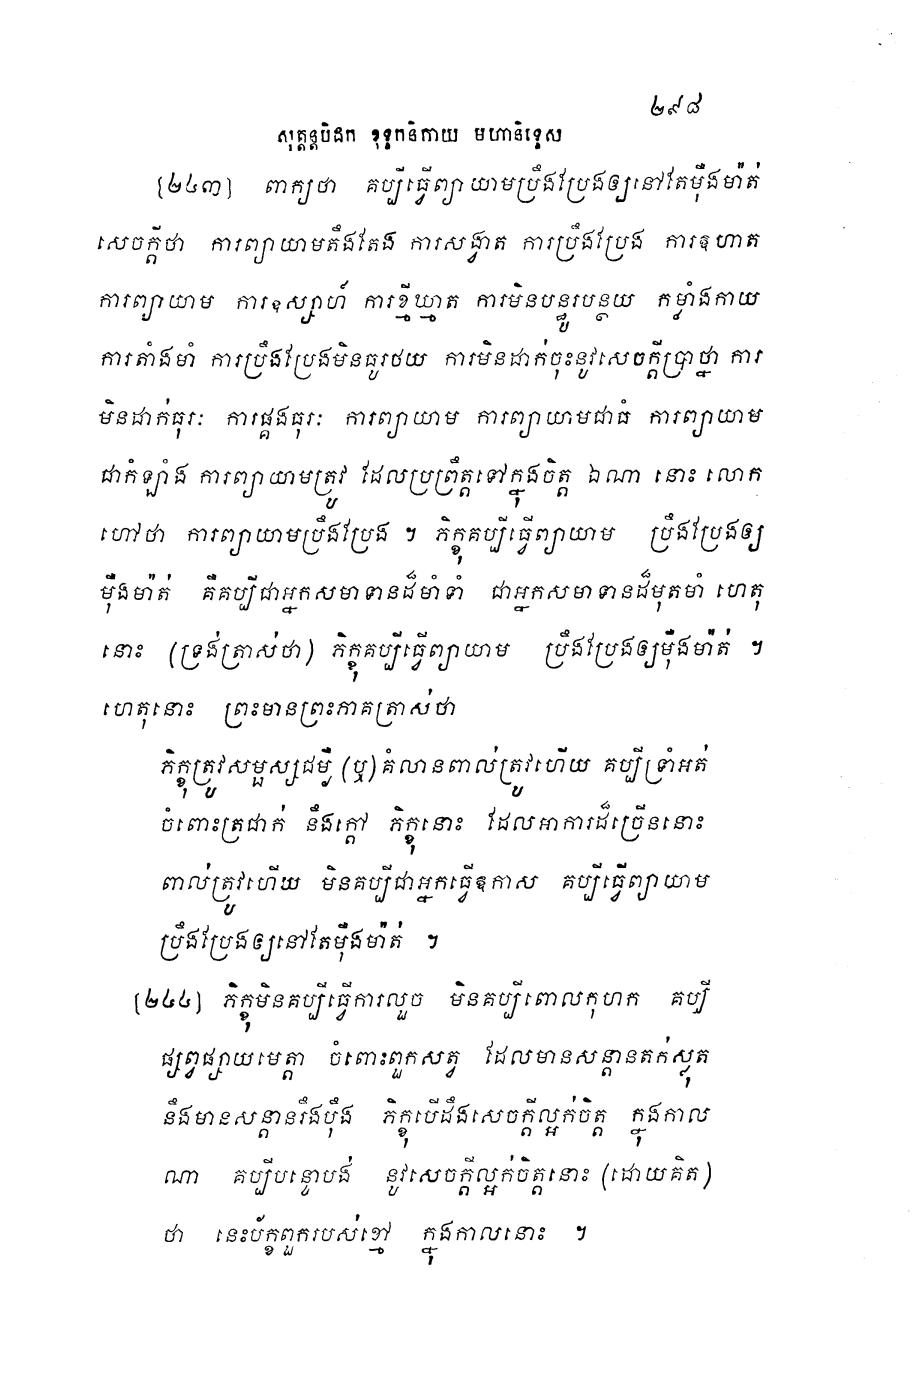 ២៩៨
សុត្តន្តបិដក ខុទ្ទកនិកាយ មហានិទ្ទេស
[២៤៣] ពាក្យថា គប្បីធ្វើព្យាយាមប្រឹងប្រែងឲ្យនៅតែម៉ឺងម៉ាត់
សេចក្តីថា ការព្យាយាមតឹងតែង ការសង្វាត ការប្រឹងប្រែង ការឧហាត
ការព្យាយាម ការឧស្សាហ៍ ការខ្មីឃ្មាត ការមិនបន្ធូរបន្ថយ កម្លាំងកាយ
ការតាំងមាំ ការប្រឹងប្រែងមិនធូរថយ ការមិនដាក់ចុះនូវសេចក្តីប្រាថ្នា ការ
មិនដាក់ធុរៈ ការផ្គងធុរៈ ការព្យាយាម ការព្យាយាមជាធំ ការព្យាយាម
ជាកំឡាំង ការព្យាយាមត្រូវ ដែលប្រព្រឹត្តទៅក្នុងចិត្ត ឯណា នោះ លោក
ហៅថា ការព្យាយាមប្រឹងប្រែង ។ ភិក្ខុគប្បីធ្វើព្យាយាម ប្រឹងប្រែងឲ្យ
ម៉ឺងម៉ាត់ គឺគប្បីជាអ្នកសមាទានដ៏មាំទាំ ជាអ្នកសមាទានដ៏មុតមាំ ហេតុ
នោះ (ទ្រង់ត្រាស់ថា) ភិក្ខុគប្បីធ្វើព្យាយាម ប្រឹងប្រែងឲ្យម៉ឺងម៉ាត់ ។
ហេតុនោះ ព្រះមានព្រះភាគត្រាស់ថា
ភិក្ខុត្រូវសម្ផស្សជម្ងឺ (ឬ) គំលានពាល់ត្រូវហើយ គប្បីទ្រាំអត់
ចំពោះត្រជាក់ នឹងក្តៅ ភិក្ខុនោះ ដែលអាការដ៏ច្រើននោះ
ពាល់ត្រូវហើយ មិនគប្បីជាអ្នកធ្វើឱកាស គប្បីធ្វើព្យាយាម
ប្រឹងប្រែងឲ្យនៅតែម៉ឺងម៉ាត់ ។
[២៤៤] ភិក្ខុមិនគប្បីធ្វើការលួច មិនគប្បីពោលកុហក គប្បី
ផ្សព្វផ្សាយមេត្តា ចំពោះពួកសត្វ ដែលមានសន្តានតក់ស្លុត
នឹងមានសន្តានរឹងប៉ឹង ភិក្ខុបើដឹងសេចក្តីល្អក់ចិត្ត ក្នុងកាល
ណា គប្បីបន្ទោបង់ នូវសេចក្តីល្អក់ចិត្តនោះ (ដោយគិត)
ថា នេះប័ក្ខពួករបស់ខ្មៅ ក្នុងកាលនោះ ។